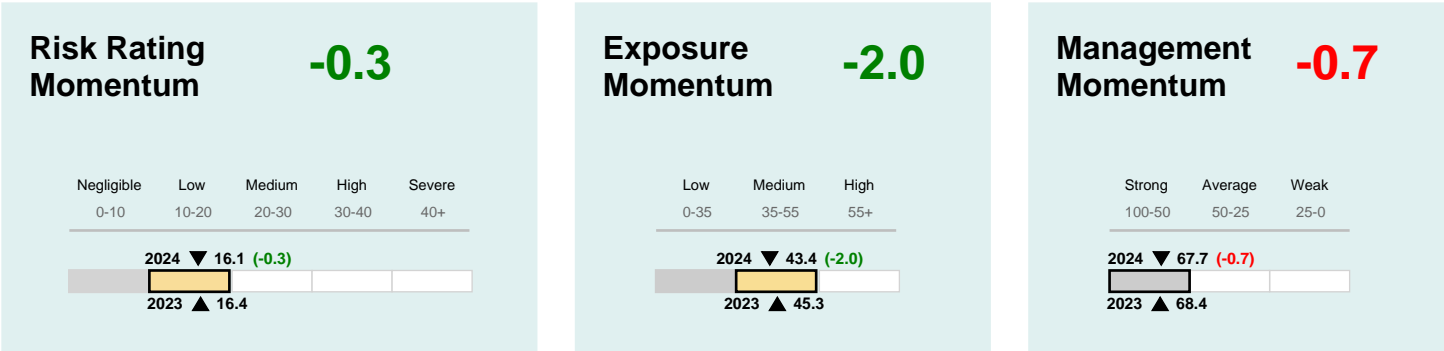 Risk Rating
Momentum
-0.3
Negligible Low Medium High Severe
0-10 10-20 20-30 30-40 40+
2024 ▼ 16.1 (-0.3)
2023 ▲ 16.4
Exposure
Momentum
-2.0
Low Medium High
0-35 35-55 55+
2024 ▼ 43.4 (-2.0)
2023 ▲ 45.3
Management
Momentum
-0.7
Strong Average Weak
100-50 50-25 25-0
2024 ▼ 67.7 (-0.7)
2023 ▲ 68.4